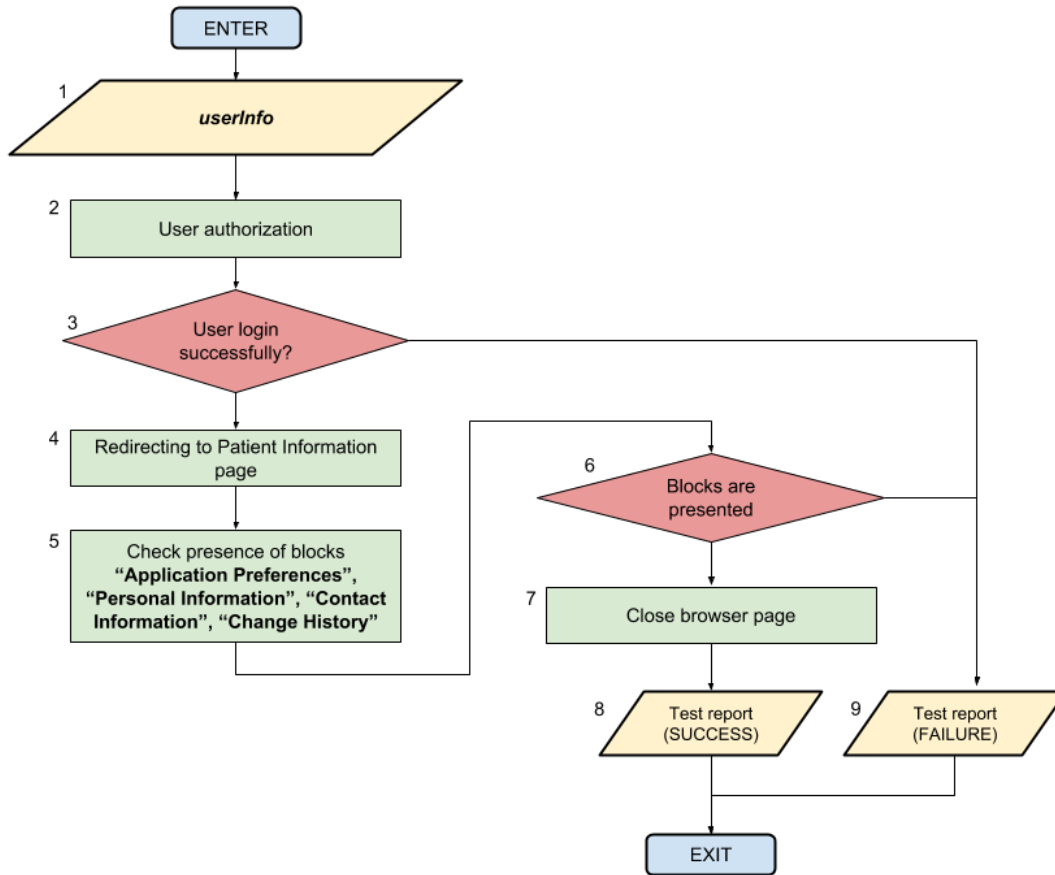 ENTER
1
userInfo
2
User authorization
3
User login
successfully?
4
Redirecting to Patient Information
page
5
Check presence of blocks
“Application Preferences”,
“Personal Information”, “Contact
Information”, “Change History”
6
Blocks are
presented
7
Close browser page
8
Test report
(SUCCESS)
9
Test report
(FAILURE)
EXIT